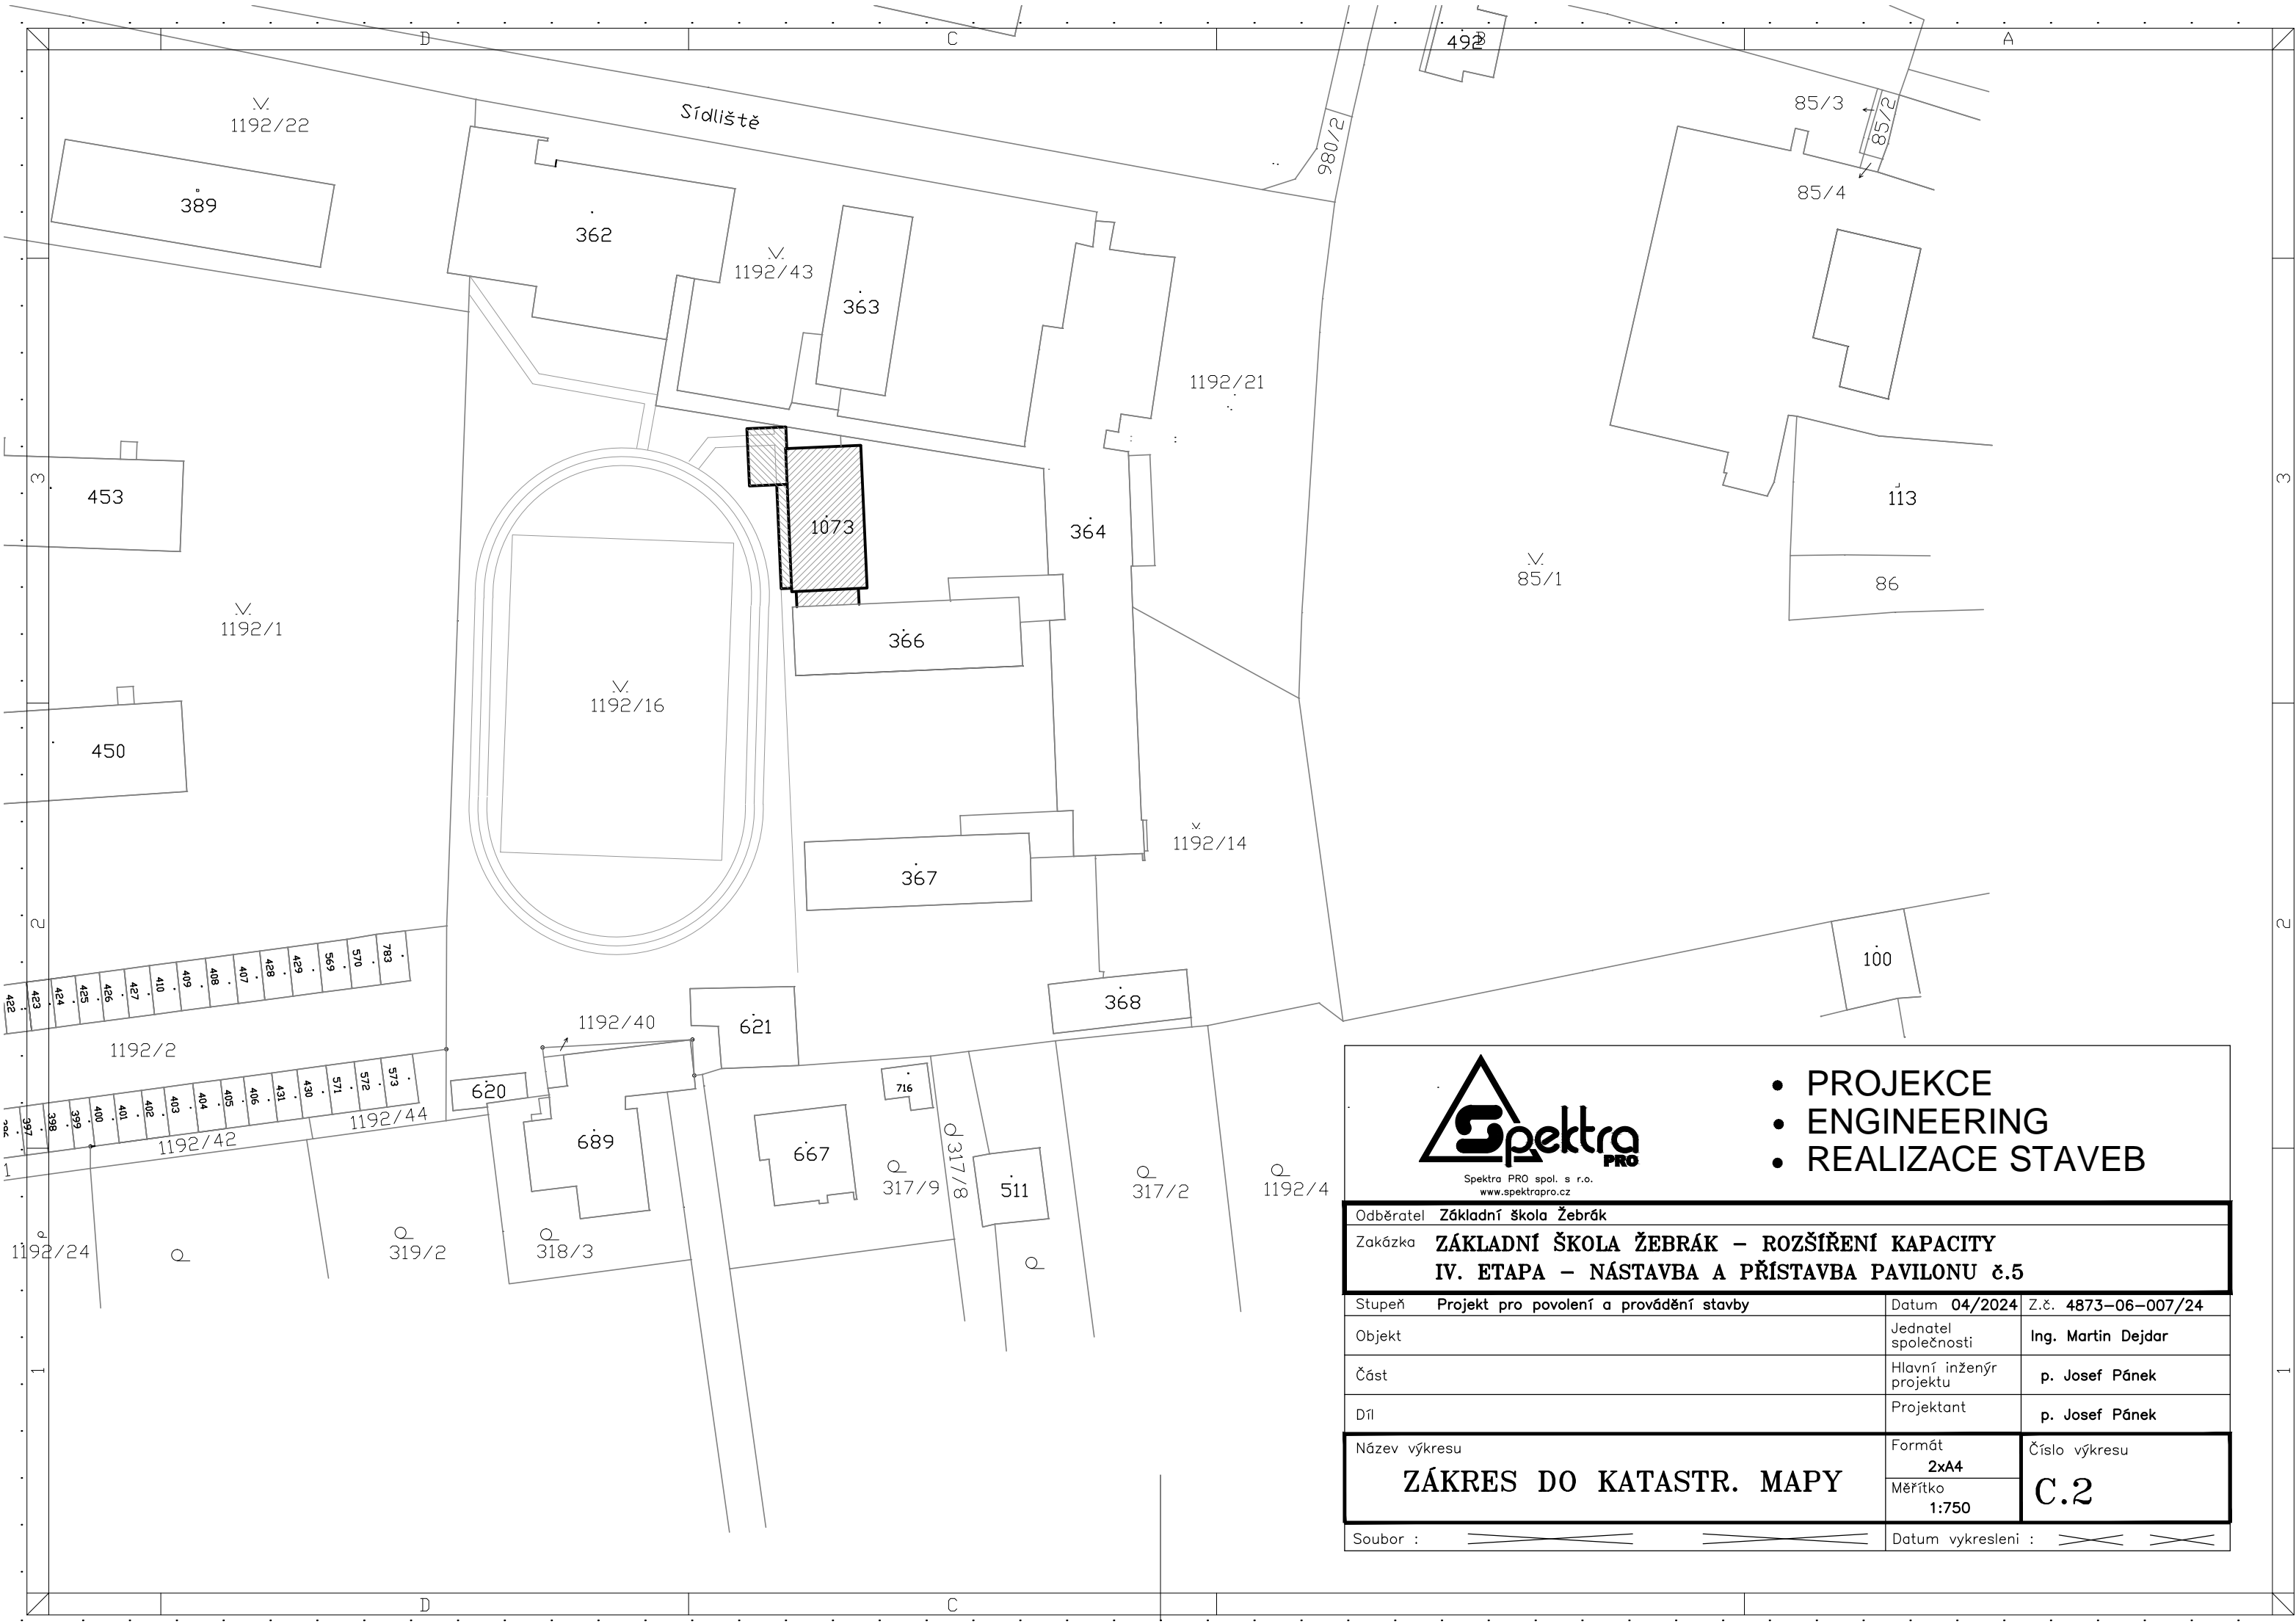 D
C
B
A
492
Sídliště
1192/22
980/2
85/3
85/2
85/4
389
362
1192/43
363
1192/21
3
3
453
1073
364
113
85/1
86
1192/1
366
1192/16
450
1192/14
367
2
2
783
570
569
429
428
407
408
409
410
427
426
425
424
423
422
100
368
1192/40
621
1192/2
573
572
571
430
431
406
405
404
403
402
401
400
399
398
397
620
716
1192/44
1192/42
689
667
317/8
317/9
511
317/2
1192/4
1
1192/24
319/2
318/3
Spektra
PRO
Spektra PRO spol. s r.o.
www.spektrapro.cz
• PROJEKCE
• ENGINEERING
• REALIZACE STAVEB
Odběratel Základní škola Žebrák
Zakázka ZÁKLADNÍ ŠKOLA ŽEBRÁK – ROZŠÍŘENÍ KAPACITY
IV. ETAPA – NÁSTAVBA A PŘÍSTAVBA PAVILONU č.5
Stupeň Projekt pro povolení a provádění stavby
Datum 04/2024 Z.č. 4873–06–007/24
Objekt
Jednatel
společnosti
Ing. Martin Dejdar
Část
Hlavní inženýr
projektu
p. Josef Pánek
Díl
Projektant
p. Josef Pánek
Název výkresu
ZÁKRES DO KATASTR. MAPY
Formát
2xA4
Měřítko
1:750
Číslo výkresu
C.2
Soubor :
Datum vykresleni :
1
1
D
C